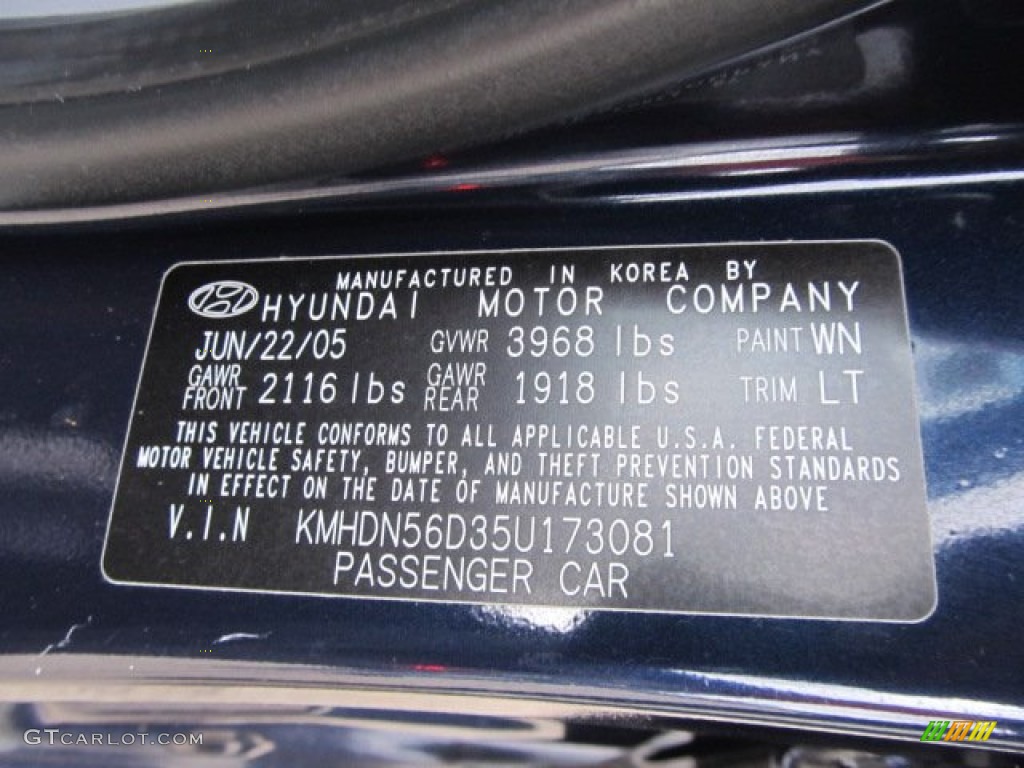 MANUFACTURED IN KOREA BY
HYUNDAI MOTOR COMPANY
JUN/22/05 GVWR 3968 lbs PAINT WN
GAWR FRONT 2116 lbs GAWR REAR 1918 lbs TRIM LT
THIS VEHICLE CONFORMS TO ALL APPLICABLE U.S.A. FEDERAL
MOTOR VEHICLE SAFETY, BUMPER, AND THEFT PREVENTION STANDARDS
IN EFFECT ON THE DATE OF MANUFACTURE SHOWN ABOVE
V.I.N KMHDN56D35U173081
PASSENGER CAR
GTCARLOT.COM